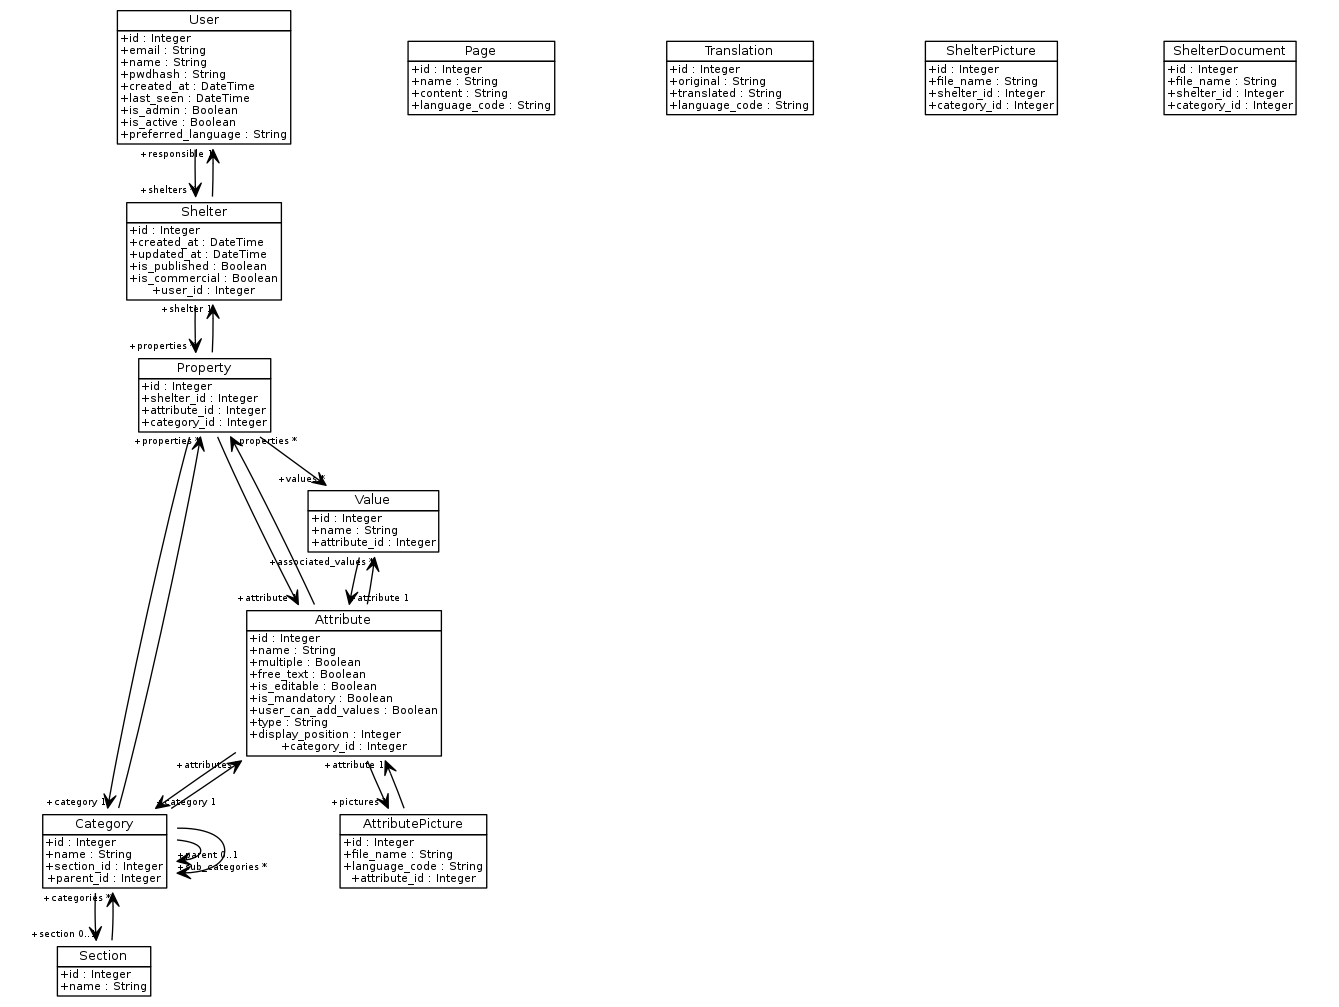 User
+id : Integer
+email : String
+name : String
+pwdhash : String
+created_at : DateTime
+last_seen : DateTime
+is_admin : Boolean
+is_active : Boolean
+preferred_language : String
Page
+id : Integer
+name : String
+content : String
+language_code : String
Translation
+id : Integer
+original : String
+translated : String
+language_code : String
ShelterPicture
+id : Integer
+file_name : String
+shelter_id : Integer
+category_id : Integer
ShelterDocument
+id : Integer
+file_name : String
+shelter_id : Integer
+category_id : Integer
+responsible 1
+shelters *
Shelter
+id : Integer
+created_at : DateTime
+updated_at : DateTime
+is_published : Boolean
+is_commercial : Boolean
+user_id : Integer
+shelter 1
+properties *
Property
+id : Integer
+shelter_id : Integer
+attribute_id : Integer
+category_id : Integer
+properties *
+properties *
+values *
Value
+id : Integer
+name : String
+attribute_id : Integer
+associated_values *
+attribute
+attribute 1
Attribute
+id : Integer
+name : String
+multiple : Boolean
+free_text : Boolean
+is_editable : Boolean
+is_mandatory : Boolean
+user_can_add_values : Boolean
+type : String
+display_position : Integer
+category_id : Integer
+attributes
+attribute 1
+category 1
+category 1
+pictures
Category
+id : Integer
+name : String
+section_id : Integer
+parent_id : Integer
+parent 0..1
+sub_categories *
AttributePicture
+id : Integer
+file_name : String
+language_code : String
+attribute_id : Integer
+categories *
+section 0..1
Section
+id : Integer
+name : String